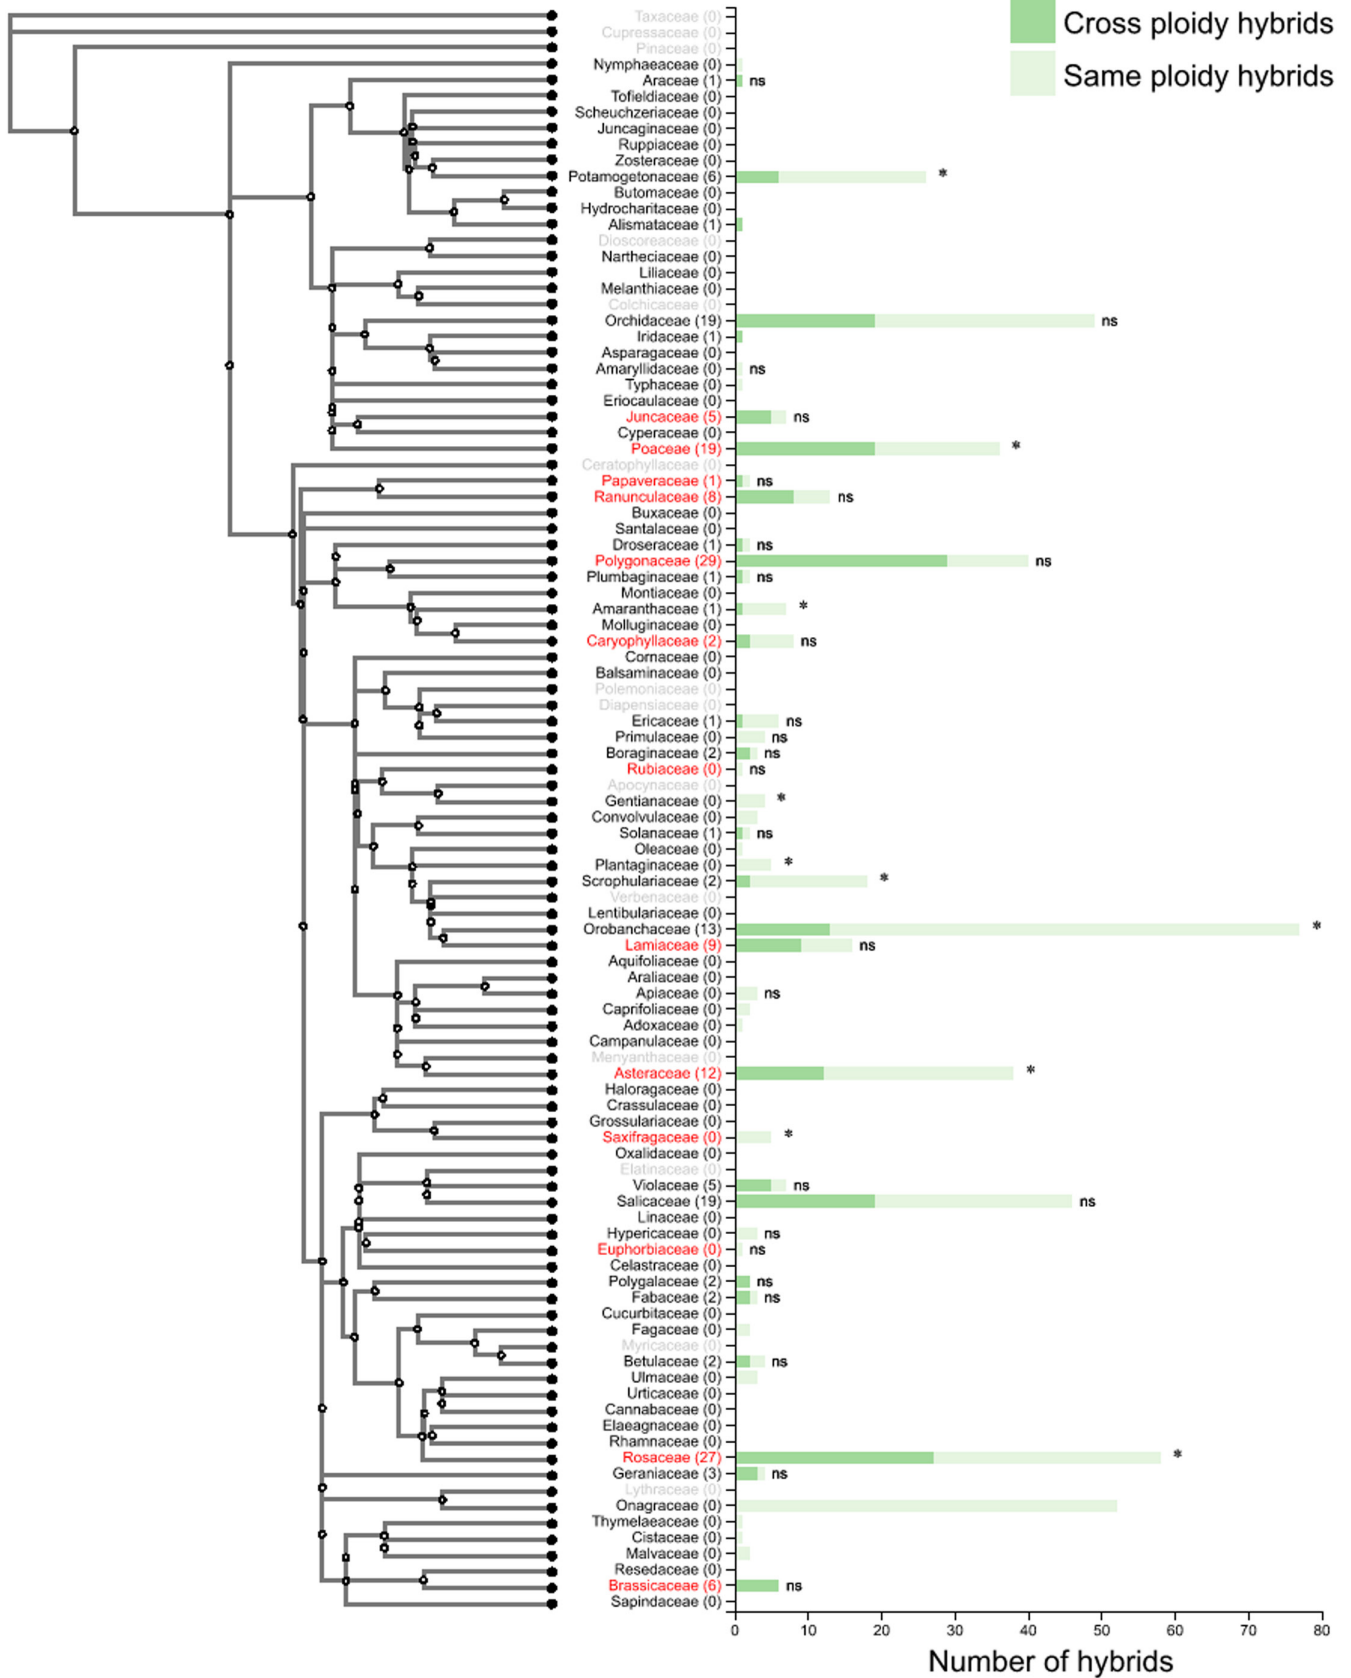 Cross ploidy hybrids
Same ploidy hybrids
Taxaceae (0)
Cupressaceae (0)
Pinaceae (0)
Nymphaeaceae (0)
Araceae (1) ns
Tofieldiaceae (0)
Scheuchzeriaceae (0)
Juncaginaceae (0)
Ruppiaceae (0)
Zosteraceae (0)
Potamogetonaceae (6) *
Butomaceae (0)
Hydrocharitaceae (0)
Alismataceae (1)
Dioscoreaceae (0)
Nartheciaceae (0)
Liliaceae (0)
Melanthiaceae (0)
Colchicaceae (0)
Orchidaceae (19) ns
Iridaceae (1)
Asparagaceae (0)
Amaryllidaceae (0) ns
Typhaceae (0)
Eriocaulaceae (0)
Juncaceae (5) ns
Cyperaceae (0)
Poaceae (19) *
Ceratophyllaceae (0)
Papaveraceae (1) ns
Ranunculaceae (8) ns
Buxaceae (0)
Santalaceae (0)
Droseraceae (1) ns
Polygonaceae (29) ns
Plumbaginaceae (1) ns
Montiaceae (0)
Amaranthaceae (1) *
Molluginaceae (0)
Caryophyllaceae (2) ns
Cornaceae (0)
Balsaminaceae (0)
Polemoniaceae (0)
Diapensiaceae (0)
Ericaceae (1) ns
Primulaceae (0) ns
Boraginaceae (2) ns
Rubiaceae (0) ns
Apocynaceae (0)
Gentianaceae (0) *
Convolvulaceae (0)
Solanaceae (1) ns
Oleaceae (0)
Plantaginaceae (0) *
Scrophulariaceae (2) *
Verbenaceae (0)
Lentibulariaceae (0)
Orobanchaceae (13) *
Lamiaceae (9) ns
Aquifoliaceae (0)
Araliaceae (0)
Apiaceae (0) ns
Caprifoliaceae (0)
Adoxaceae (0)
Campanulaceae (0)
Menyanthaceae (0)
Asteraceae (12) *
Haloragaceae (0)
Crassulaceae (0)
Grossulariaceae (0)
Saxifragaceae (0) *
Oxalidaceae (0)
Elatinaceae (0)
Violaceae (5) ns
Salicaceae (19) ns
Linaceae (0)
Hypericaceae (0) ns
Euphorbiaceae (0) ns
Celastraceae (0)
Polygalaceae (2) ns
Fabaceae (2) ns
Cucurbitaceae (0)
Fagaceae (0)
Myricaceae (0)
Betulaceae (2) ns
Ulmaceae (0)
Urticaceae (0)
Cannabaceae (0)
Elaeagnaceae (0)
Rhamnaceae (0)
Rosaceae (27) *
Geraniaceae (3) ns
Lythraceae (0)
Onagraceae (0)
Thymelaeaceae (0)
Cistaceae (0)
Malvaceae (0)
Resedaceae (0)
Brassicaceae (6) ns
Sapindaceae (0)
0 10 20 30 40 50 60 70 80
Number of hybrids